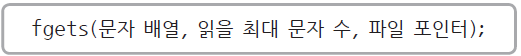 fgets(문자 배열, 읽을 최대 문자 수, 파일 포인터);